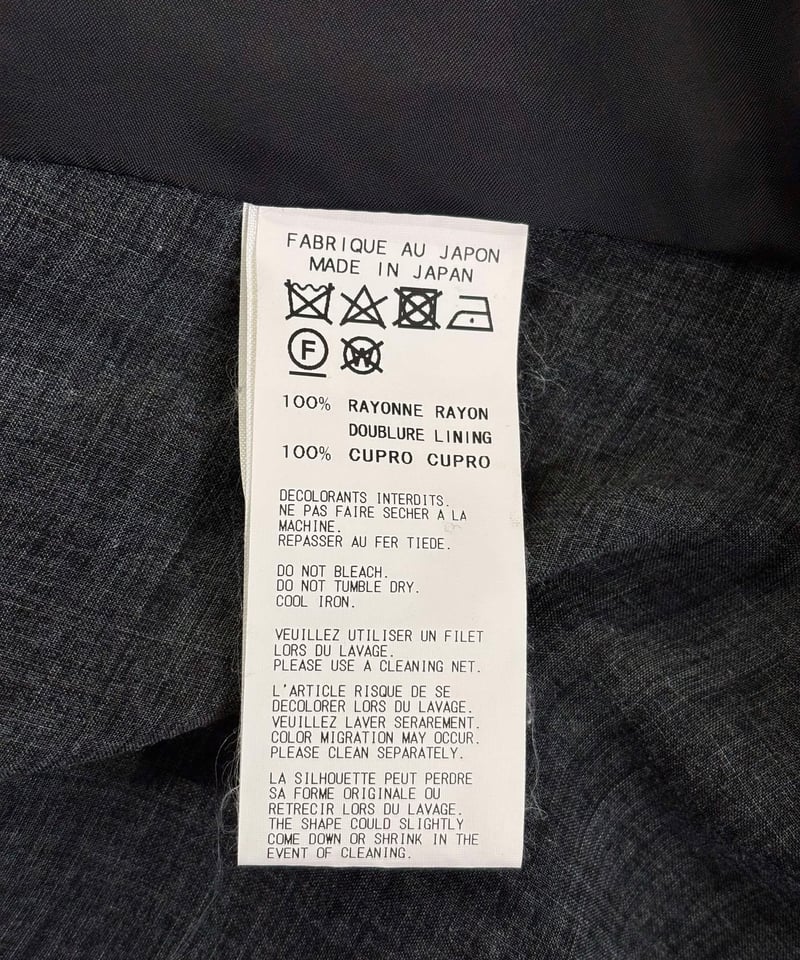 FABRIQUE AU JAPON
MADE IN JAPAN
F W
100% RAYONNE RAYON
DOUBLURE LINING
100% CUPRO CUPRO
DECOLORANTS INTERDITS.
NE PAS FAIRE SECHER A LA
MACHINE.
REPASSER AU FER TIEDE.
DO NOT BLEACH.
DO NOT TUMBLE DRY.
COOL IRON.
VEUILLEZ UTILISER UN FILET
LORS DU LAVAGE.
PLEASE USE A CLEANING NET.
L'ARTICLE RISQUE DE SE
DECOLORER LORS DU LAVAGE.
VEUILLEZ LAVER SERAREMENT.
COLOR MIGRATION MAY OCCUR.
PLEASE CLEAN SEPARATELY.
LA SILHOUETTE PEUT PERDRE
SA FORME ORIGINALE OU
RETRECIR LORS DU LAVAGE.
THE SHAPE COULD SLIGHTLY
COME DOWN OR SHRINK IN THE
EVENT OF CLEANING.